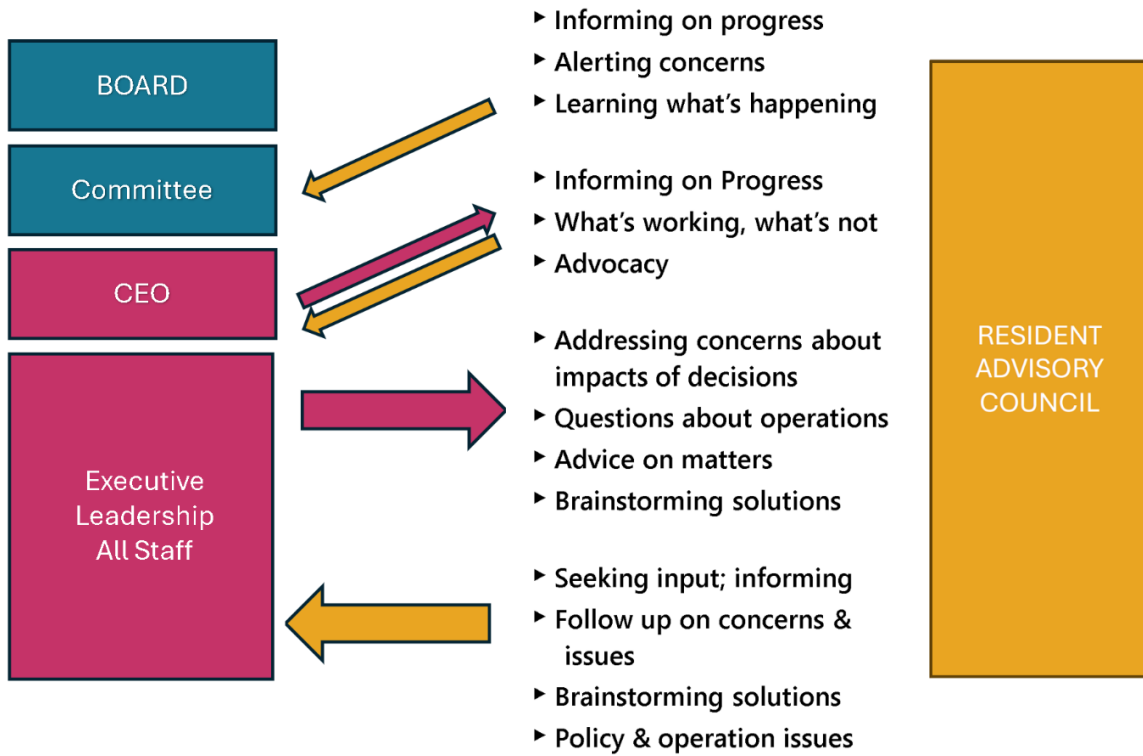 BOARD
Committee
CEO
Executive
Leadership
All Staff
▸ Informing on progress
▸ Alerting concerns
▸ Learning what's happening
▸ Informing on Progress
▸ What's working, what's not
▸ Advocacy
▸ Addressing concerns about
impacts of decisions
▸ Questions about operations
▸ Advice on matters
▸ Brainstorming solutions
▸ Seeking input; informing
▸ Follow up on concerns &
issues
▸ Brainstorming solutions
▸ Policy & operation issues
RESIDENT
ADVISORY
COUNCIL